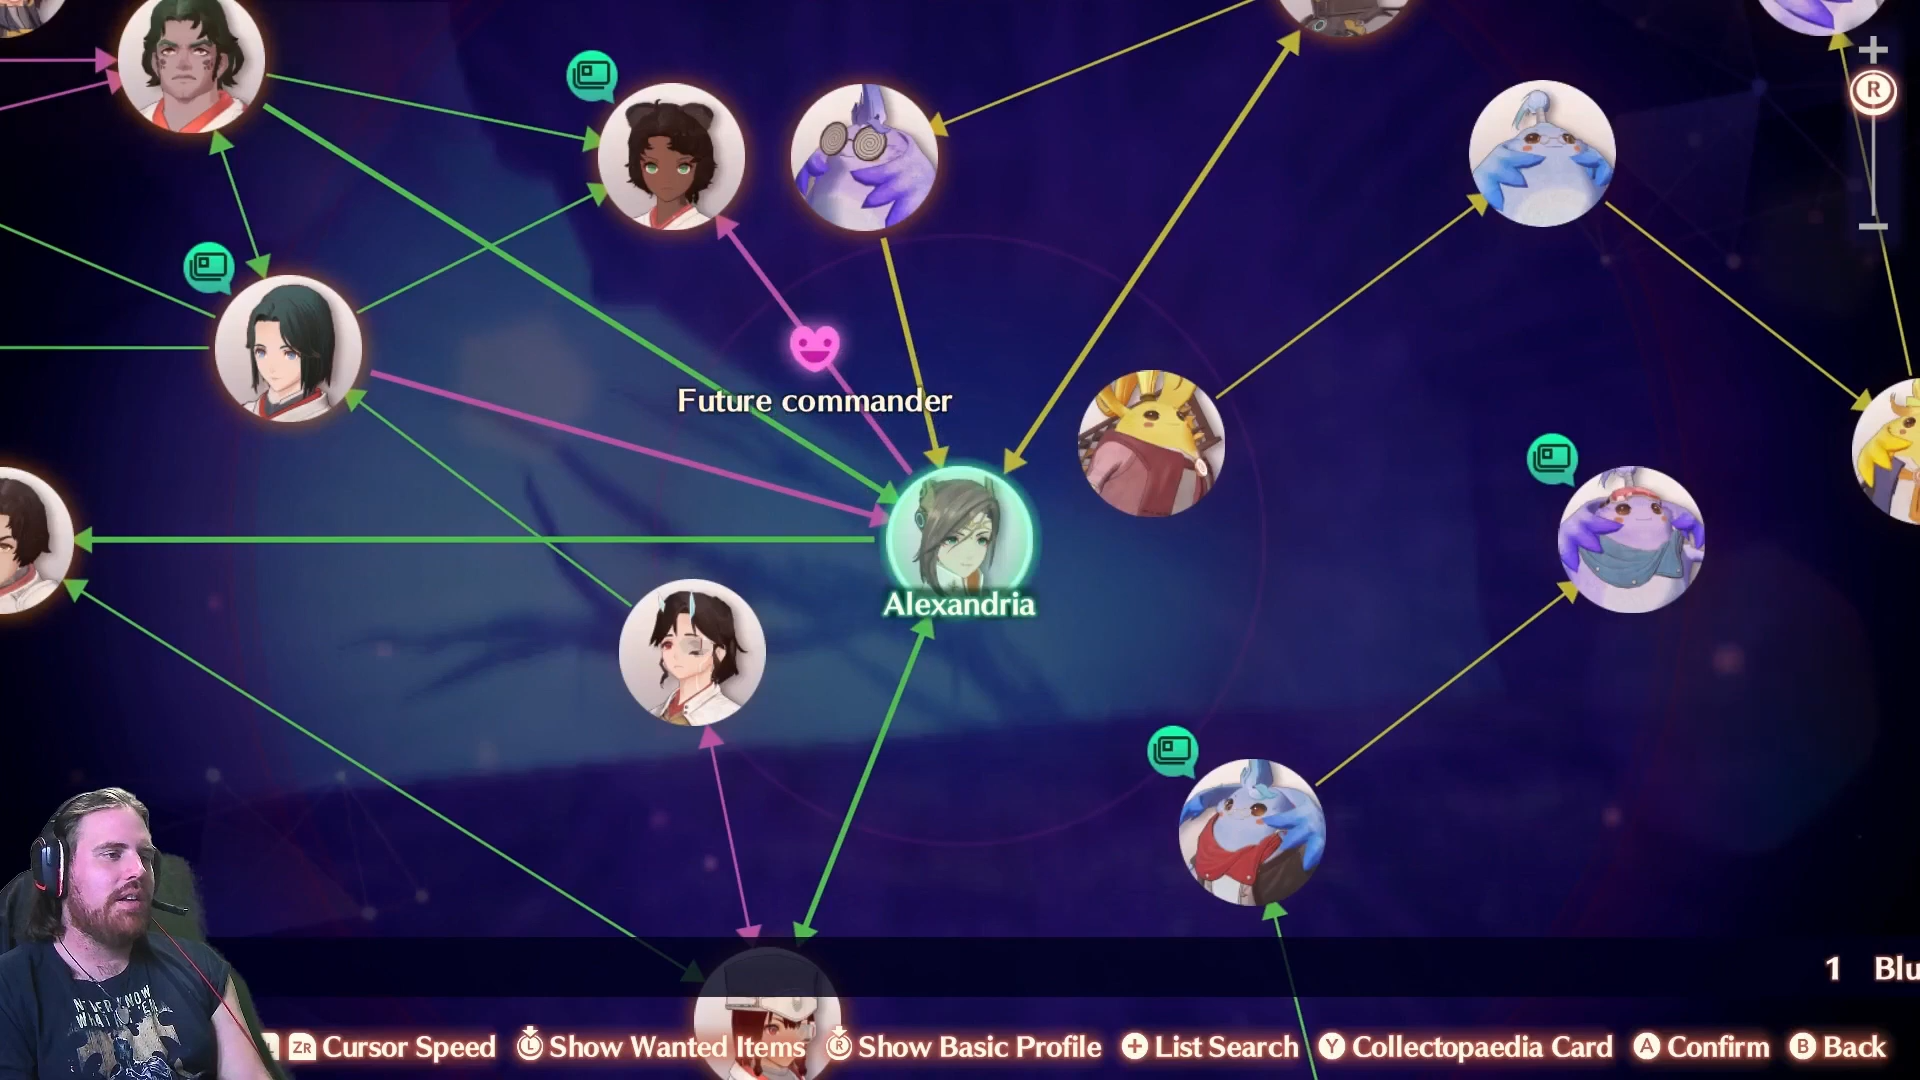 R
Future commander
Alexandria
1 Blu
ZR Cursor Speed L Show Wanted Items R Show Basic Profile + List Search Y Collectopaedia Card A Confirm B Back